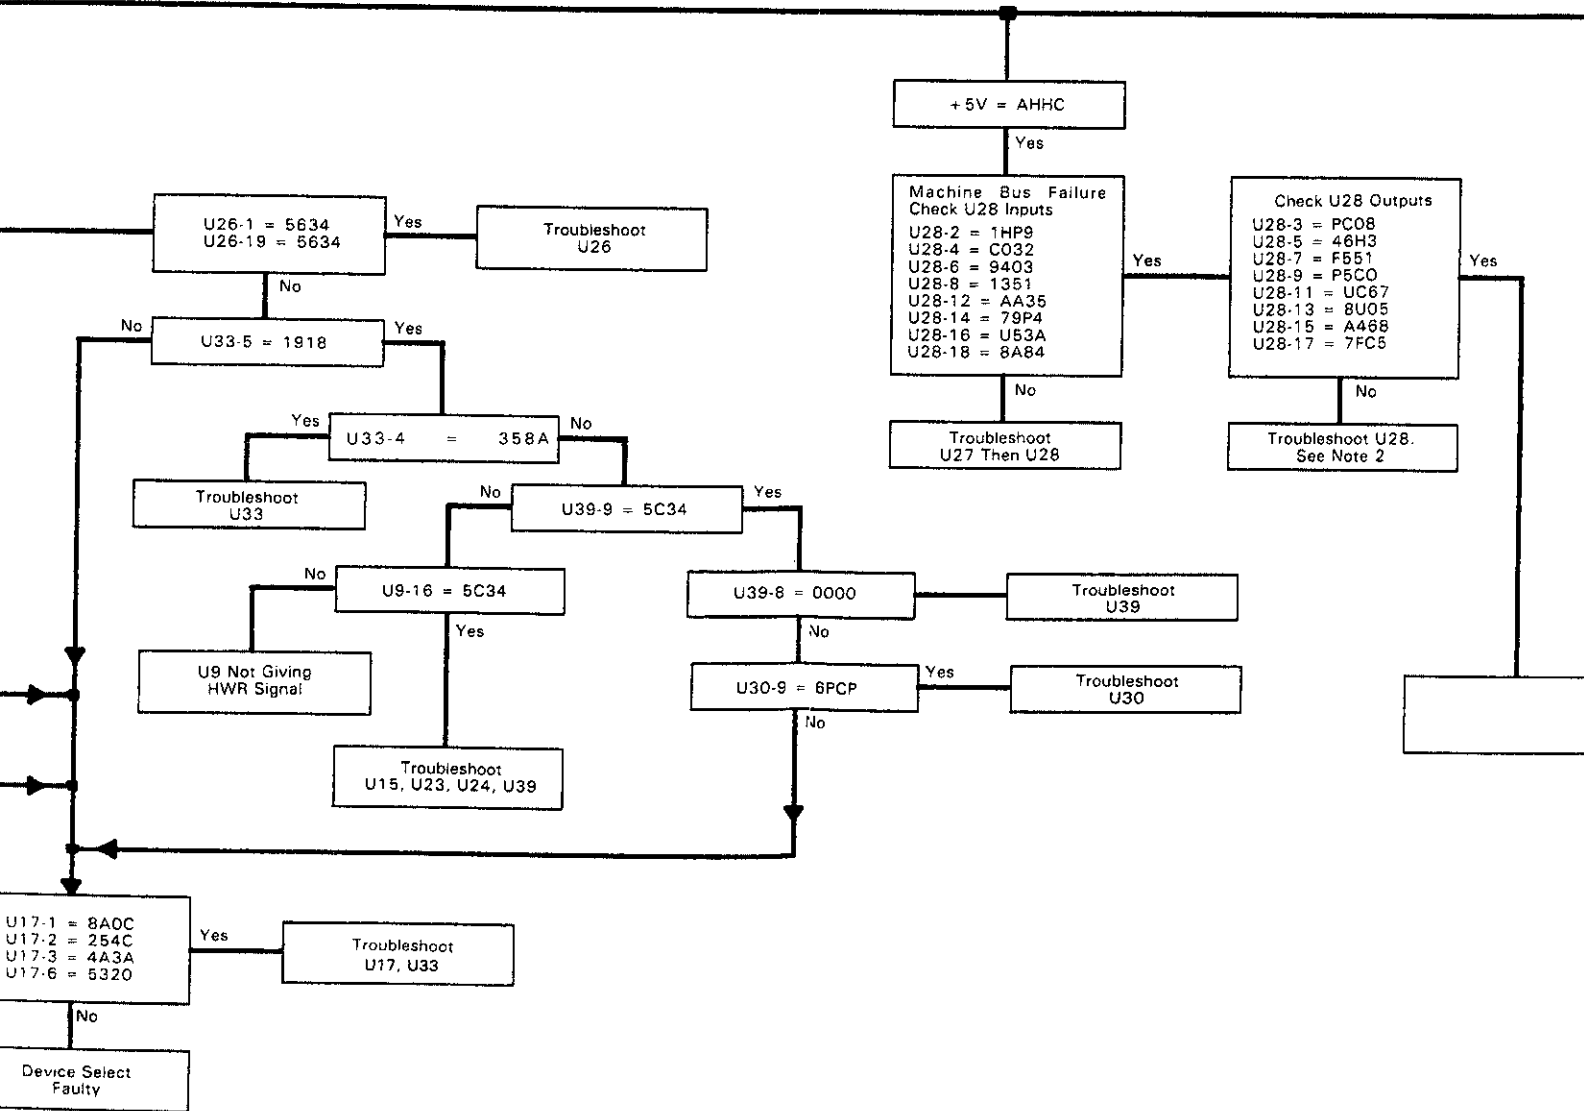 +5V = AHHC
Yes
Machine Bus Failure
Check U28 Inputs
U28-2 = 1HP9
U28-4 = C032
U28-6 = 9403
U28-8 = 1351
U28-12 = AA35
U28-14 = 79P4
U28-16 = U53A
U28-18 = 8A84
Yes
No
Troubleshoot
U27 Then U28
Check U28 Outputs
U28-3 = PC08
U28-5 = 46H3
U28-7 = F551
U28-9 = P5C0
U28-11 = UC67
U28-13 = 8U05
U28-15 = A468
U28-17 = 7FC5
Yes
No
Troubleshoot U28.
See Note 2
U26-1 = 5634
U26-19 = 5634
Yes
Troubleshoot
U26
No
No
U33-5 = 1918
Yes
Yes
U33-4 = 358A
No
Troubleshoot
U33
No
U39-9 = 5C34
Yes
No
U9-16 = 5C34
Yes
U39-8 = 0000
Troubleshoot
U39
No
U9 Not Giving
HWR Signal
U30-9 = 6PCP
Yes
Troubleshoot
U30
No
Troubleshoot
U15, U23, U24, U39
U17-1 = 8A0C
U17-2 = 254C
U17-3 = 4A3A
U17-6 = 5320
Yes
Troubleshoot
U17, U33
No
Device Select
Faulty